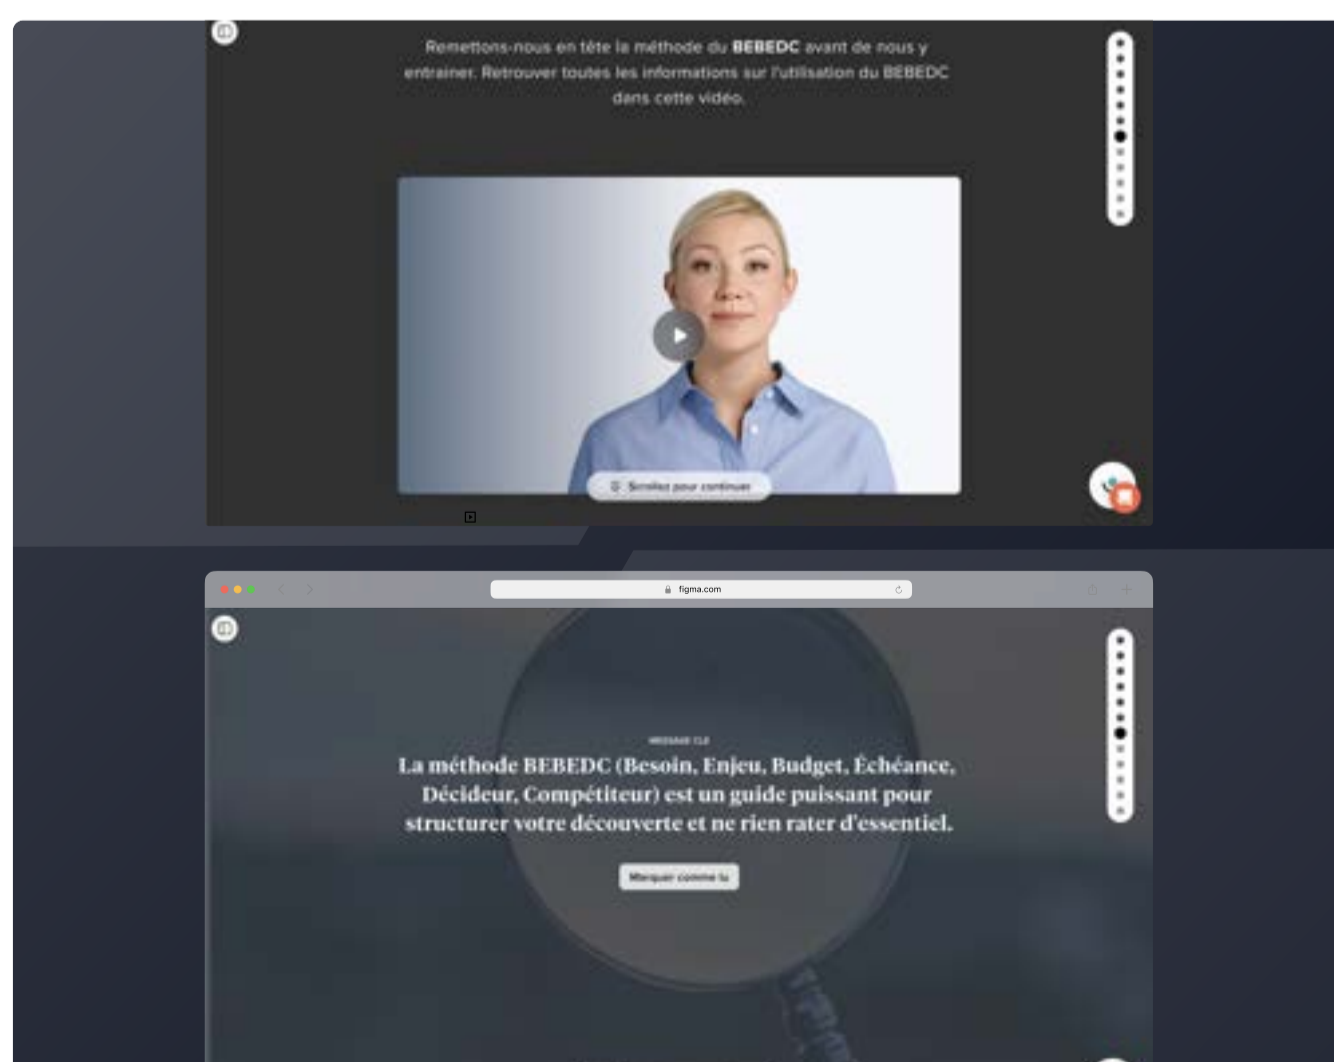 Remettons-nous en tête la méthode du BEBEDC avant de nous y
entrainer. Retrouver toutes les informations sur l'utilisation du BEBEDC
dans cette vidéo.
Scrollez pour continuer
figma.com
MESSAGE CLÉ
La méthode BEBEDC (Besoin, Enjeu, Budget, Échéance,
Décideur, Compétiteur) est un guide puissant pour
structurer votre découverte et ne rien rater d'essentiel.
Marquer comme lu